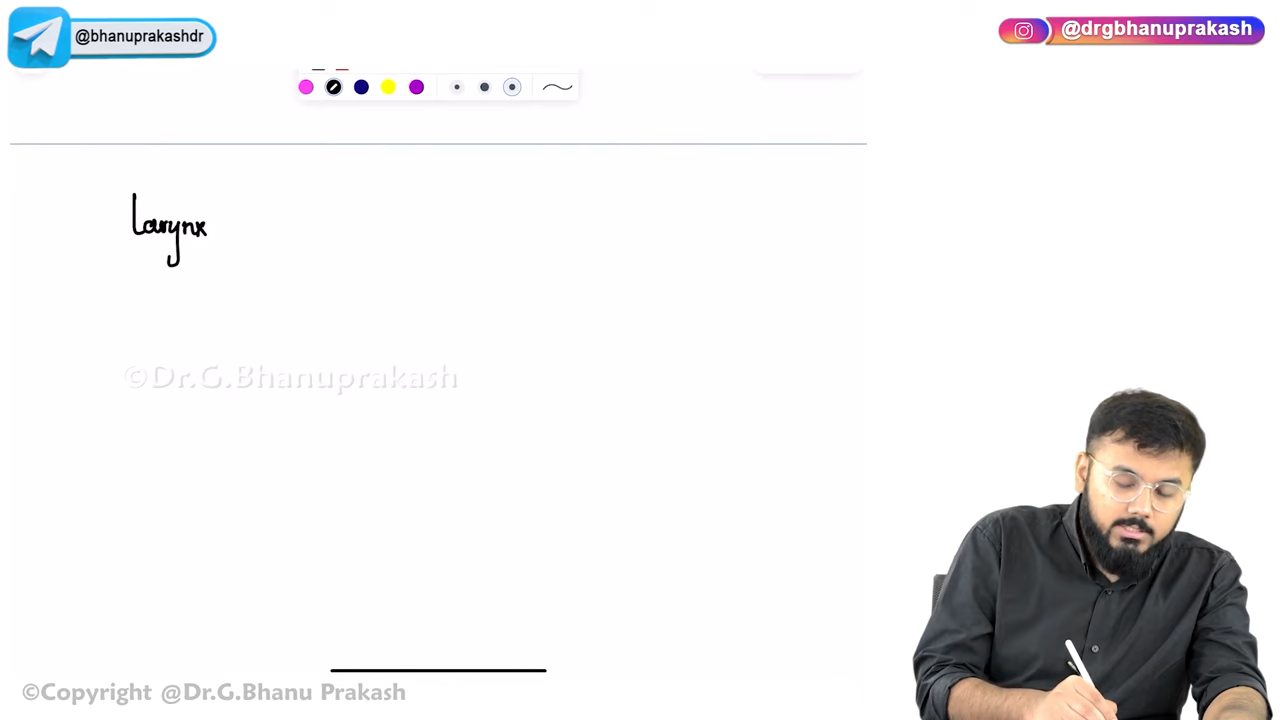 @bhanuprakashdr
@drgbhanuprakash
Larynx
©Dr.G.Bhanuprakash
©Copyright @Dr.G.Bhanu Prakash